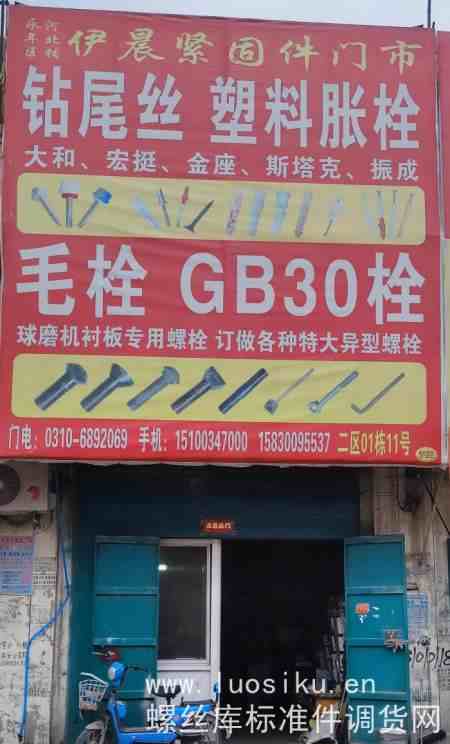 河北省
永年区
伊晨紧固件门市
钻尾丝 塑料胀栓
大和、宏挺、金座、斯塔克、振成
毛栓 GB30栓
球磨机衬板专用螺栓 订做各种特大异型螺栓
门电：0310-6892069 手机：15100347000 15830095537 二区01栋11号
www.luosiku.cn
螺丝库标准件调货网